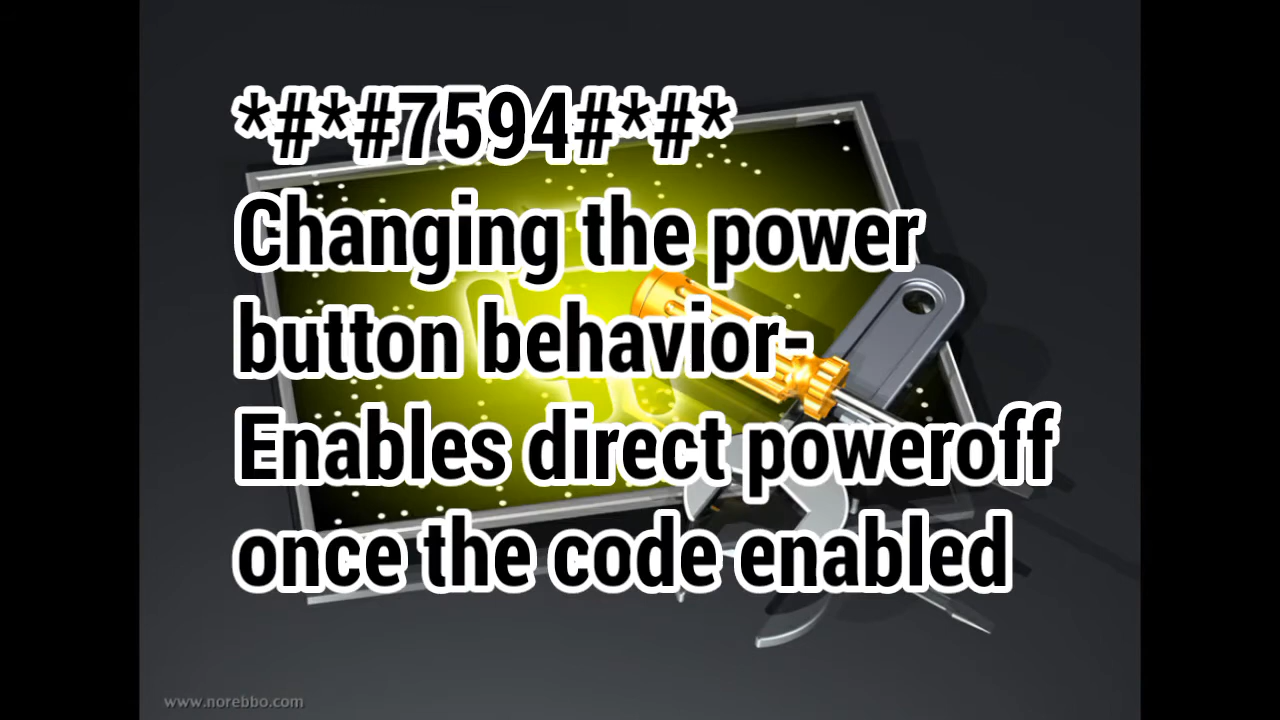 *#*#7594#*#*
Changing the power
button behavior-
Enables direct poweroff
once the code enabled
www.norebbo.com